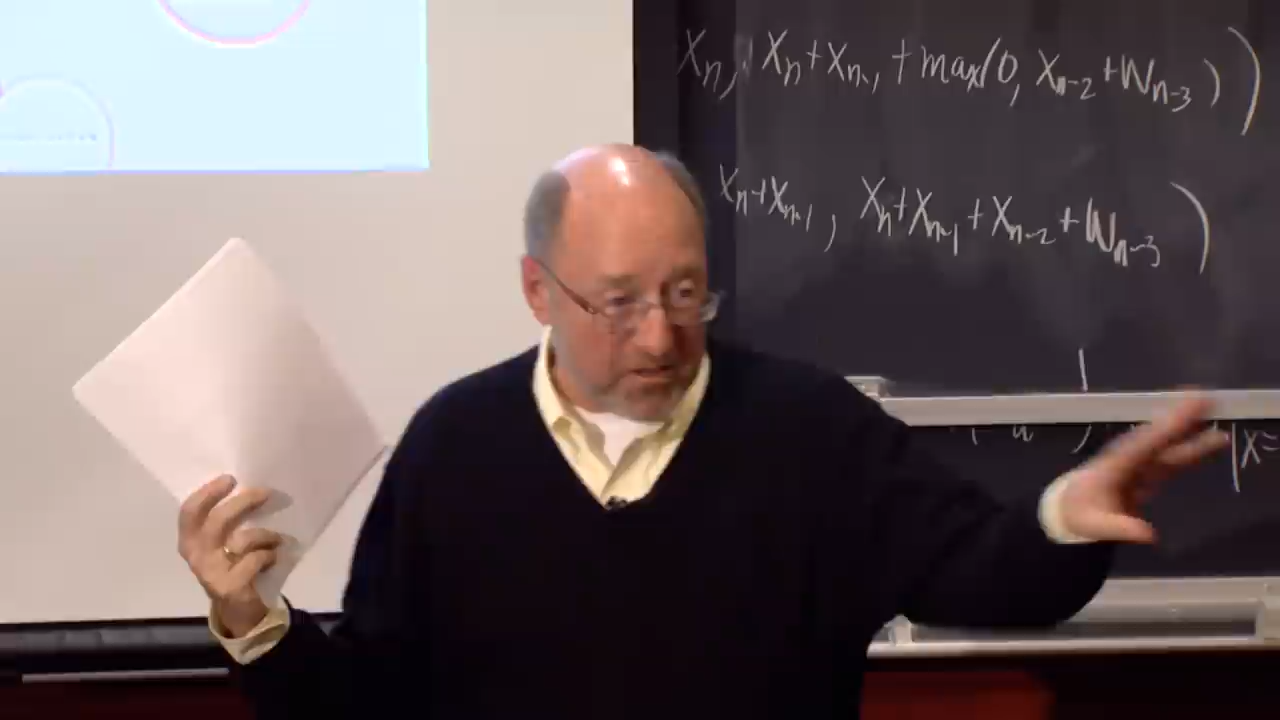 Xₙ, Xₙ+Xₙ₋₁ +max(0, Xₙ₋₂+Wₙ₋₃))
Xₙ+Xₙ₋₁, Xₙ+Xₙ₋₁+Xₙ₋₂+Wₙ₋₃)
|X=